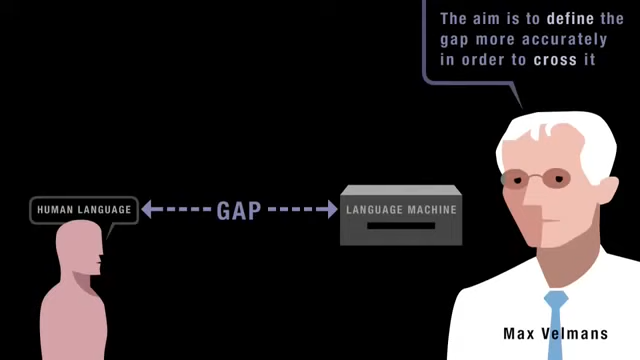 The aim is to define the
gap more accurately
in order to cross it
HUMAN LANGUAGE
GAP
LANGUAGE MACHINE
Max Velmans